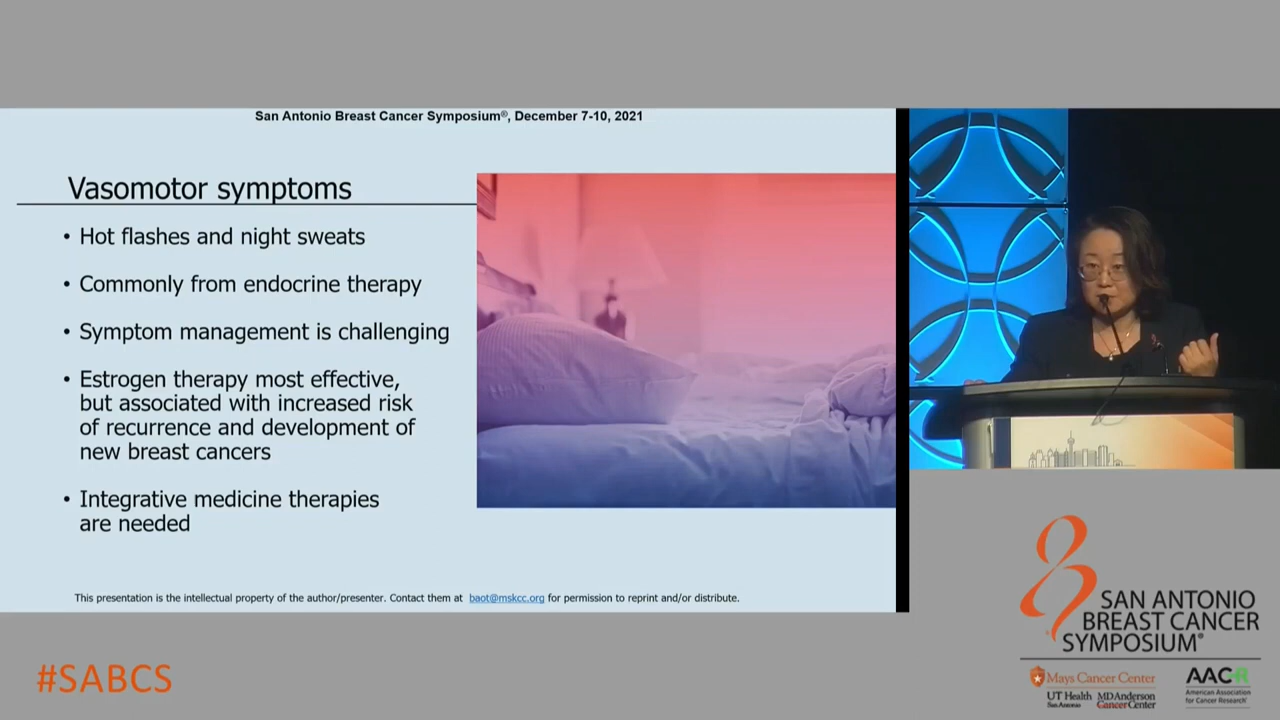 San Antonio Breast Cancer Symposium®, December 7-10, 2021
Vasomotor symptoms
• Hot flashes and night sweats
• Commonly from endocrine therapy
• Symptom management is challenging
• Estrogen therapy most effective,
but associated with increased risk
of recurrence and development of
new breast cancers
• Integrative medicine therapies
are needed
This presentation is the intellectual property of the author/presenter. Contact them at baot@mskcc.org for permission to reprint and/or distribute.
#SABCS
SAN ANTONIO
BREAST CANCER
SYMPOSIUM®
Mays Cancer Center
UT Health
San Antonio
MD Anderson
Cancer Center
AACR
American Association
for Cancer Research